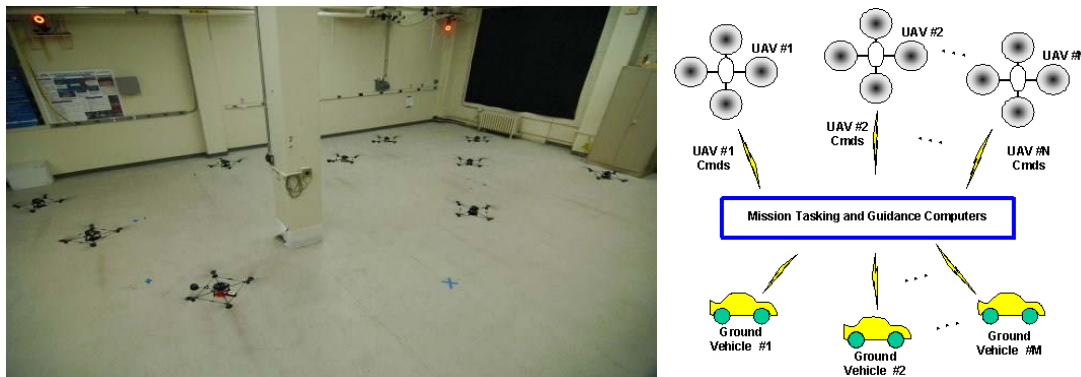 UAV #1
UAV #2
UAV #N
UAV #1
Cmds
UAV #2
Cmds
UAV #N
Cmds
Mission Tasking and Guidance Computers
Ground
Vehicle #1
Ground
Vehicle #2
Ground
Vehicle #M